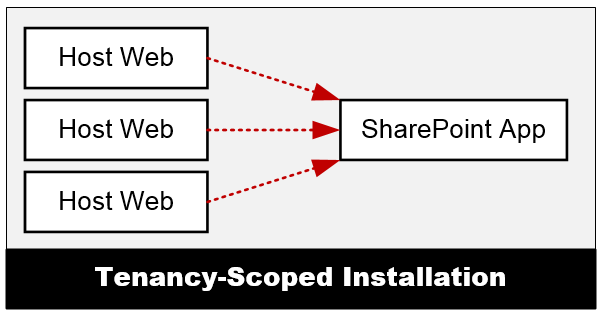 Host Web
Host Web
SharePoint App
Host Web
Tenancy-Scoped Installation